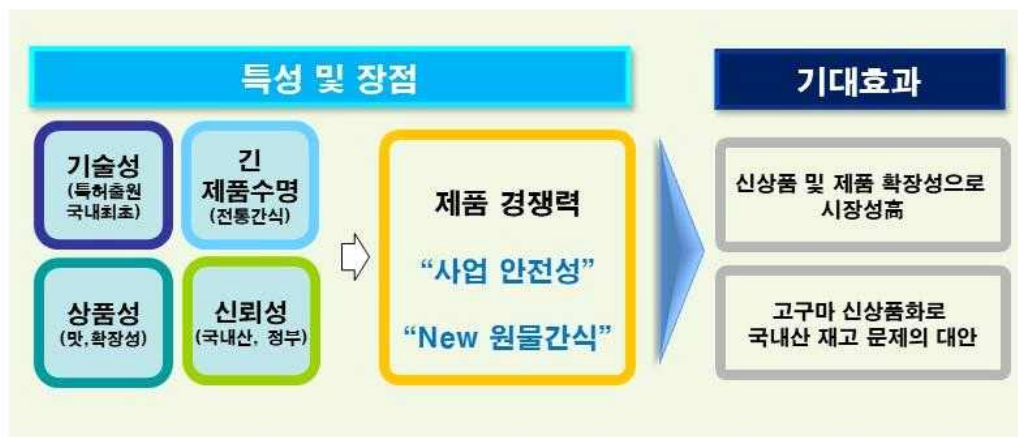 특성 및 장점
기대효과
기술성
(특허출원
국내최초)
긴
제품수명
(전통간식)
상품성
(맛,확장성)
신뢰성
(국내산, 정부)
제품 경쟁력
“사업 안전성”
“New 원물간식”
신상품 및 제품 확장성으로
시장성高
고구마 신상품화로
국내산 재고 문제의 대안